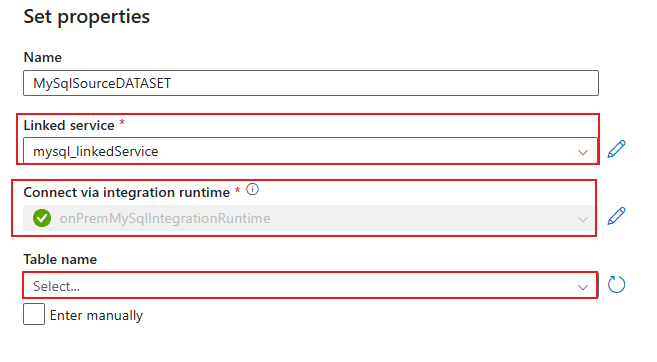 Set properties
Name
MySqlSourceDATASET
Linked service *
mysql_linkedService
Connect via integration runtime *
onPremMySqlIntegrationRuntime
Table name
Select...
Enter manually